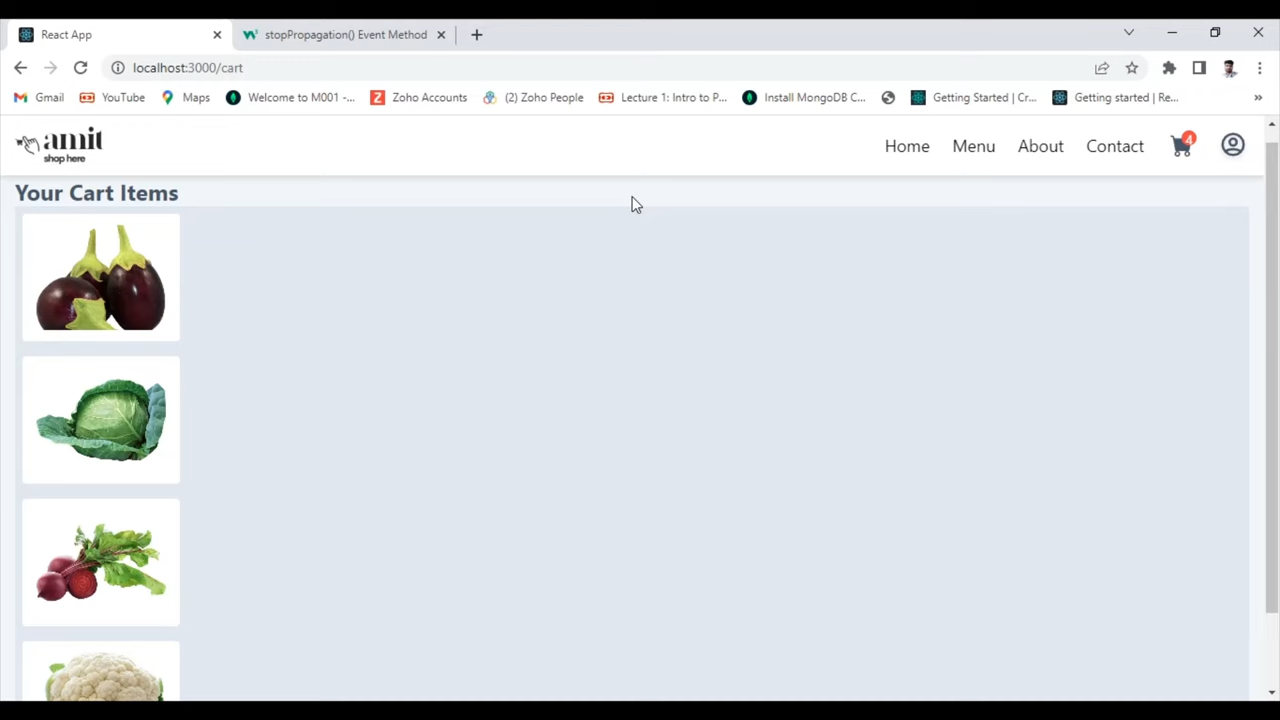 React App
stopPropagation() Event Method
localhost:3000/cart
Gmail
YouTube
Maps
Welcome to M001 -...
Zoho Accounts
(2) Zoho People
Lecture 1: Intro to P...
Install MongoDB C...
Getting Started | Cr...
Getting started | Re...
»
amit
shop here
Home
Menu
About
Contact
4
Your Cart Items